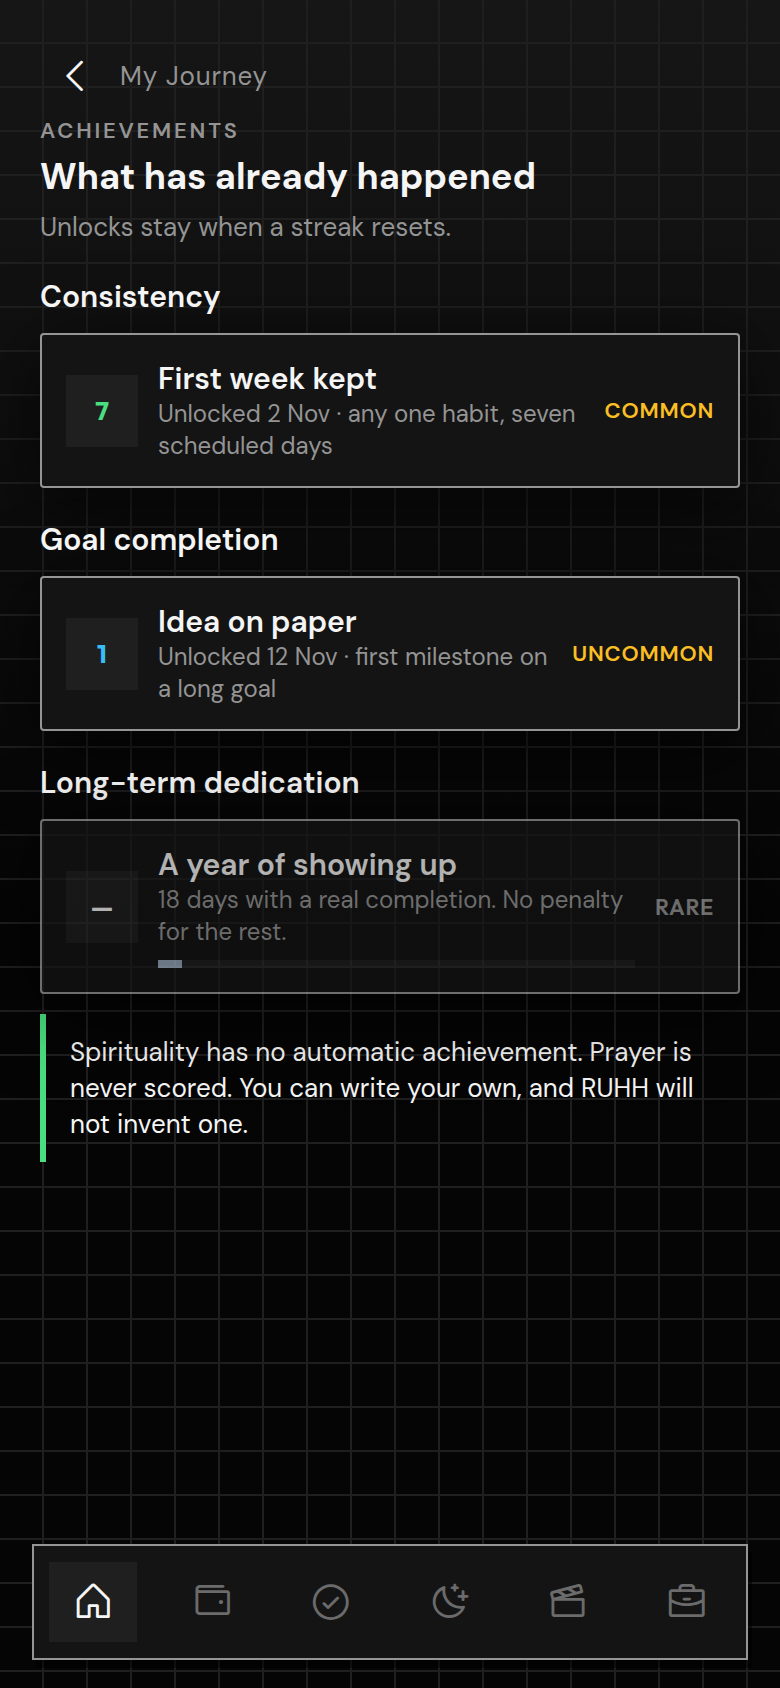 My Journey
ACHIEVEMENTS
What has already happened
Unlocks stay when a streak resets.
Consistency
7
First week kept
Unlocked 2 Nov · any one habit, seven
scheduled days
COMMON
Goal completion
1
Idea on paper
Unlocked 12 Nov · first milestone on
a long goal
UNCOMMON
Long-term dedication
—
A year of showing up
18 days with a real completion. No penalty
for the rest.
RARE
Spirituality has no automatic achievement. Prayer is
never scored. You can write your own, and RUHH will
not invent one.